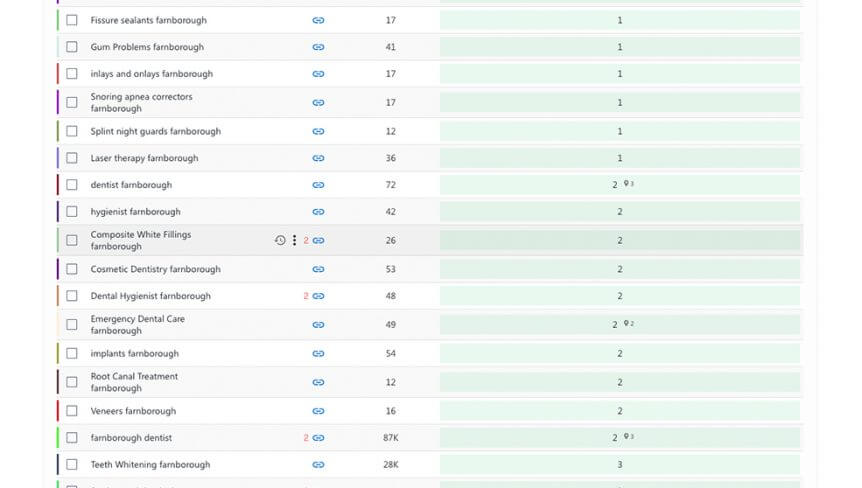 Fissure sealants farnborough 17 1
Gum Problems farnborough 41 1
inlays and onlays farnborough 17 1
Snoring apnea correctors
farnborough 17 1
Splint night guards farnborough 12 1
Laser therapy farnborough 36 1
dentist farnborough 72 2 3
hygienist farnborough 42 2
Composite White Fillings
farnborough 2 26 2
Cosmetic Dentistry farnborough 53 2
Dental Hygienist farnborough 2 48 2
Emergency Dental Care
farnborough 49 2 2
implants farnborough 54 2
Root Canal Treatment
farnborough 12 2
Veneers farnborough 16 2
farnborough dentist 2 87K 2 3
Teeth Whitening farnborough 28K 3